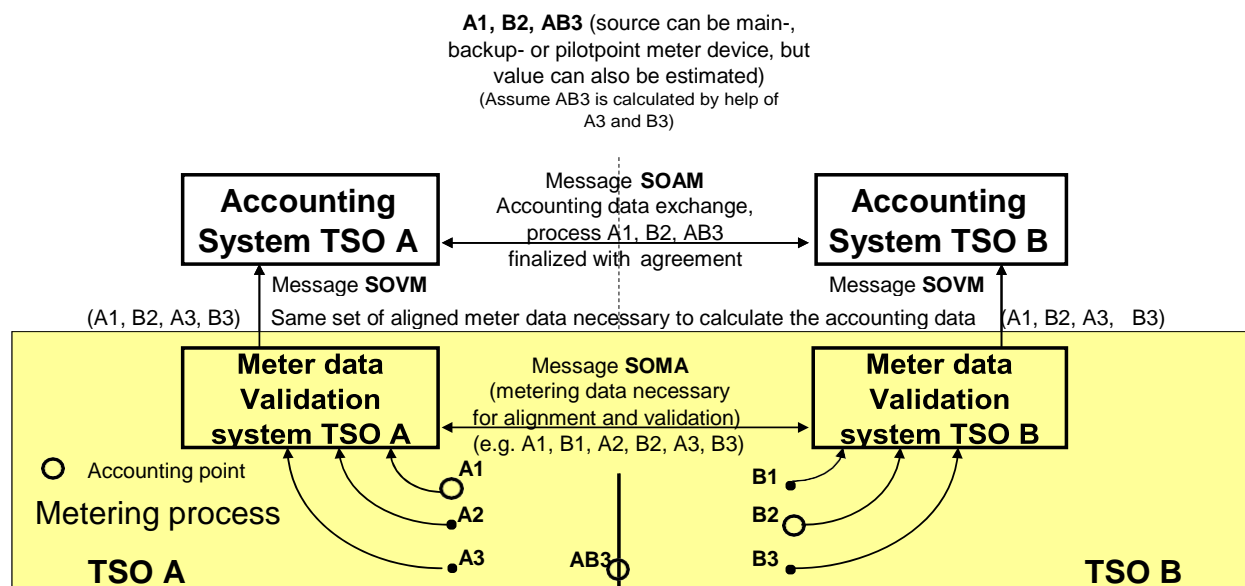 A1, B2, AB3 (source can be main-,
backup- or pilotpoint meter device, but
value can also be estimated)
(Assume AB3 is calculated by help of
A3 and B3)
Accounting
System TSO A
Message SOAM
Accounting data exchange,
process A1, B2, AB3
finalized with agreement
Accounting
System TSO B
Message SOVM
Message SOVM
(A1, B2, A3, B3) Same set of aligned meter data necessary to calculate the accounting data (A1, B2, A3, B3)
Meter data
Validation
system TSO A
Message SOMA
(metering data necessary
for alignment and validation)
(e.g. A1, B1, A2, B2, A3, B3)
Meter data
Validation
system TSO B
Accounting point
A1
B1
Metering process
A2
B2
A3
AB3
B3
TSO A
TSO B